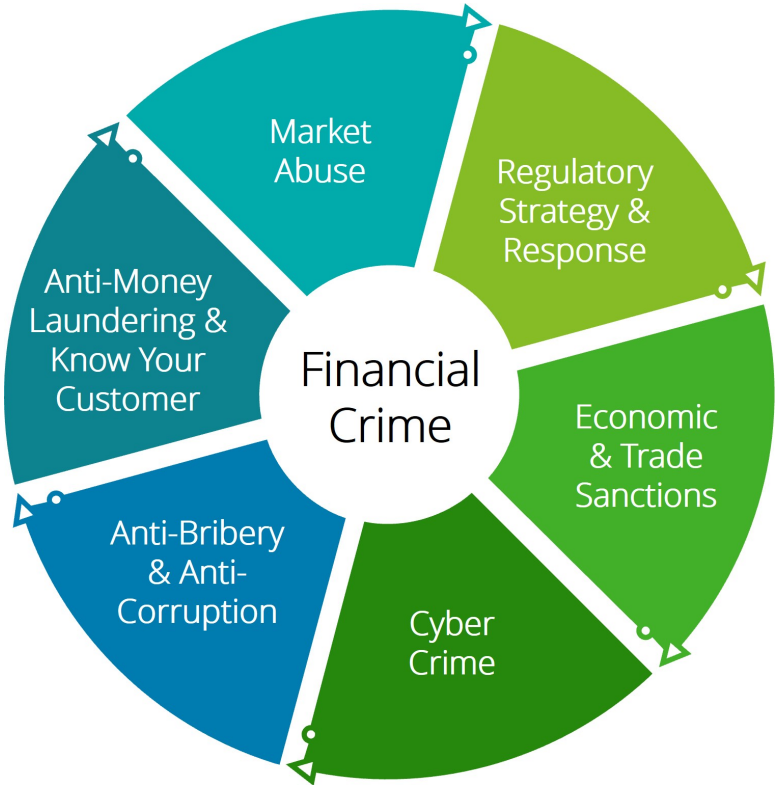 Market
Abuse
Regulatory
Strategy &
Response
Anti-Money
Laundering &
Know Your
Customer
Financial
Crime
Economic
& Trade
Sanctions
Anti-Bribery
& Anti-
Corruption
Cyber
Crime